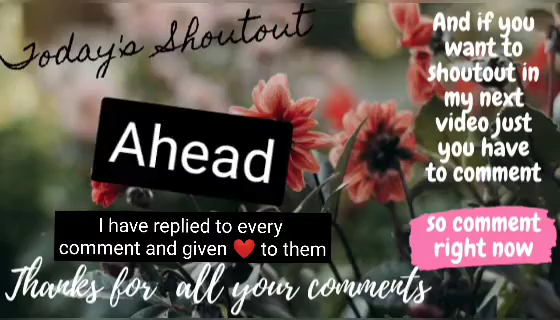 Today's Shoutout
Ahead
I have replied to every
comment and given ❤️ to them
Thanks for all your comments
And if you
want to
shoutout in
my next
video just
you have
to comment
so comment
right now